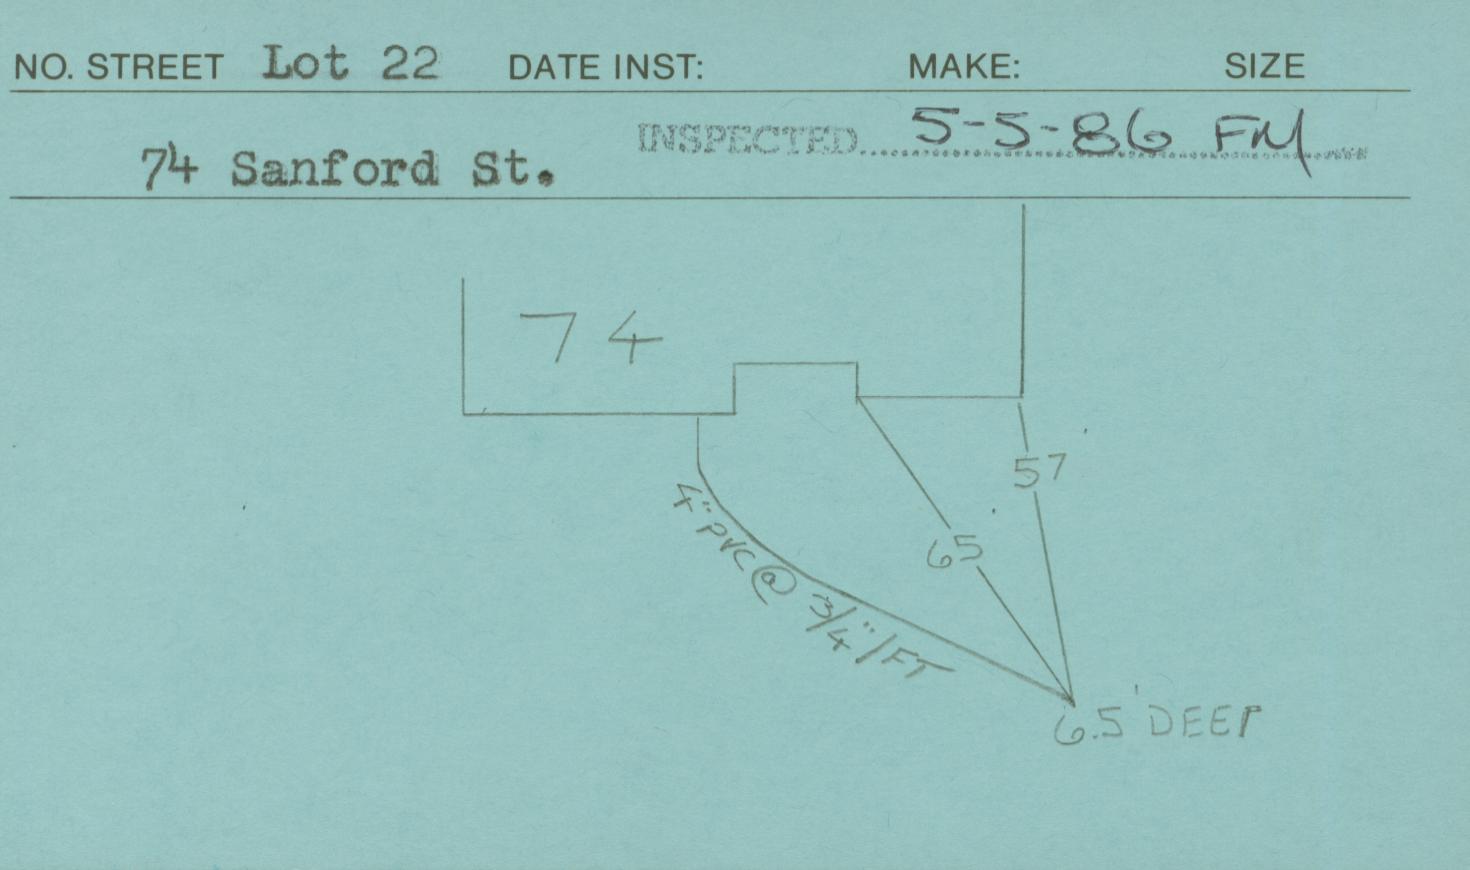 NO. STREET Lot 22 DATE INST: MAKE: SIZE
INSPECTED 5-5-86 FM
74 Sanford St.
74
57
65
4" PVC @ 3/4"/FT
6.5' DEEP